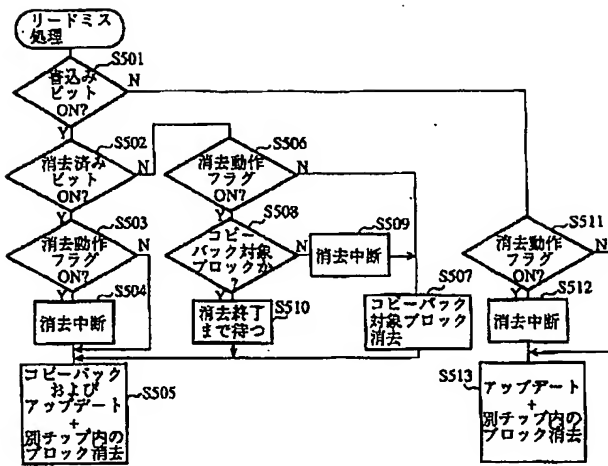 リードミス
処理
S501
書込み
ビット
ON?
N
Y
S502
消去済み
ビット
ON?
N
Y
S503
消去動作
フラグ
ON?
N
Y
S504
消去中断
S505
コピーバック
および
アップデート
+
別チップ内の
ブロック消去
S506
消去動作
フラグ
ON?
N
Y
S508
コピー
バック対象
ブロックか
?
N
Y
S509
消去中断
S510
消去終了
まで待つ
S507
コピーバック
対象ブロック
消去
S511
消去動作
フラグ
ON?
N
Y
S512
消去中断
S513
アップデート
+
別チップ内の
ブロック消去